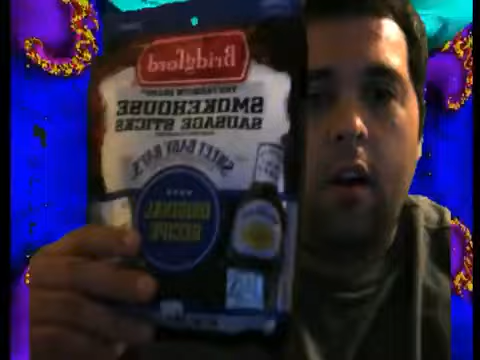 Bridgford
SMOKEHOUSE
SAUSAGE STICKS
SWEET BABY RAY'S
ORIGINAL
RECIPE